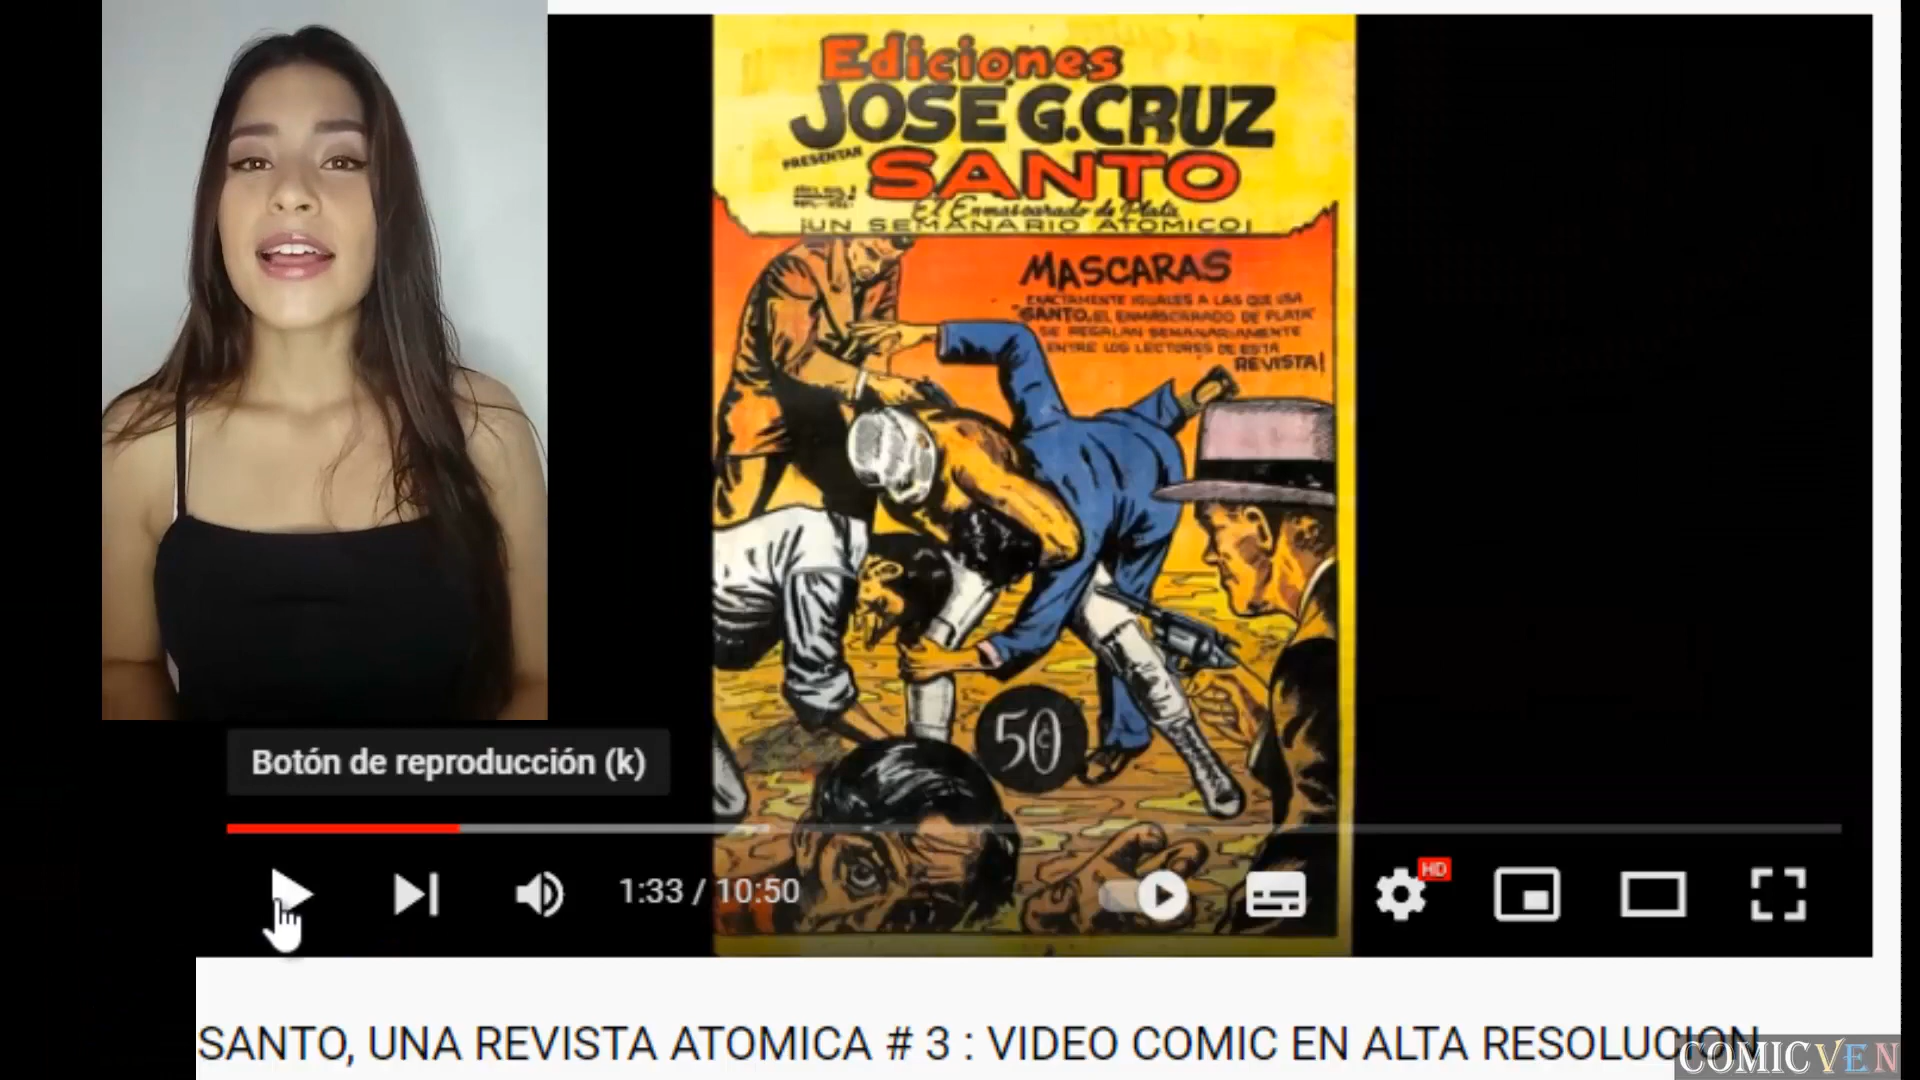 Ediciones
JOSE G. CRUZ
PRESENTAN
SANTO
El Enmascarado de Plata
¡UN SEMANARIO ATOMICO¡
MASCARAS
EXACTAMENTE IGUALES A LAS QUE USA
"SANTO, EL ENMASCARADO DE PLATA"
SE REGALAN SEMANARIAMENTE
ENTRE LOS LECTORES DE ESTA
REVISTA!
50¢
Botón de reproducción (k)
1:33 / 10:50
HD
SANTO, UNA REVISTA ATOMICA # 3 : VIDEO COMIC EN ALTA RESOLUCION
COMICVEN